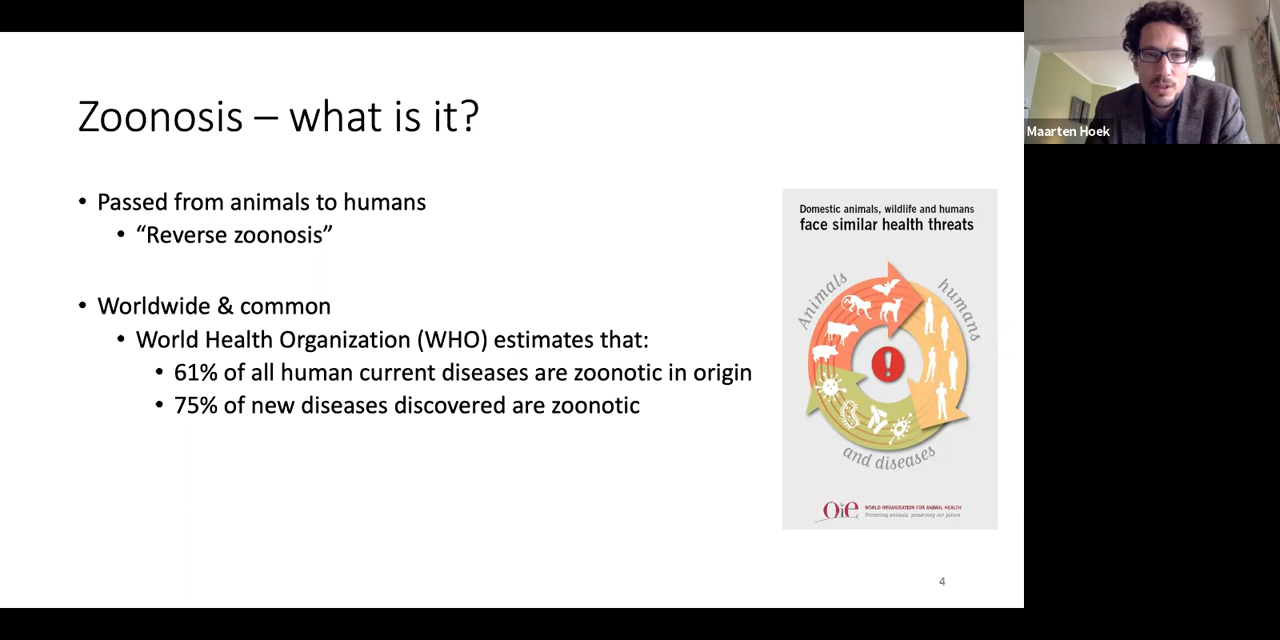 Zoonosis – what is it?
• Passed from animals to humans
• “Reverse zoonosis”
• Worldwide & common
• World Health Organization (WHO) estimates that:
• 61% of all human current diseases are zoonotic in origin
• 75% of new diseases discovered are zoonotic
Domestic animals, wildlife and humans
face similar health threats
Animals
humans
and diseases
Oie
WORLD ORGANISATION FOR ANIMAL HEALTH
Protecting animals, preserving our future
4
Maarten Hoek